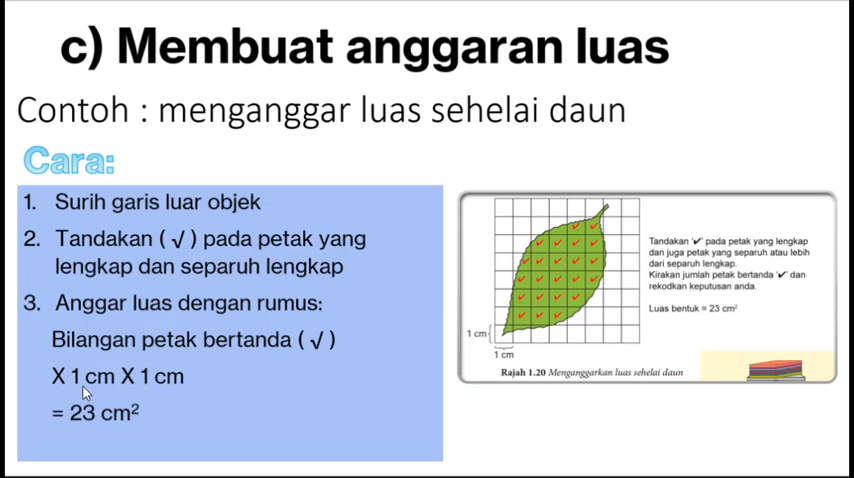 c) Membuat anggaran luas
Contoh : menganggar luas sehelai daun
Cara:
1. Surih garis luar objek
2. Tandakan ( √ ) pada petak yang
lengkap dan separuh lengkap
3. Anggar luas dengan rumus:
Bilangan petak bertanda ( √ )
X 1 cm X 1 cm
= 23 cm²
Tandakan '✔' pada petak yang lengkap
dan juga petak yang separuh atau lebih
dari separuh lengkap.
Kirakan jumlah petak bertanda '✔' dan
rekodkan keputusan anda.
Luas bentuk = 23 cm²
1 cm
1 cm
Rajah 1.20 Menganggarkan luas sehelai daun